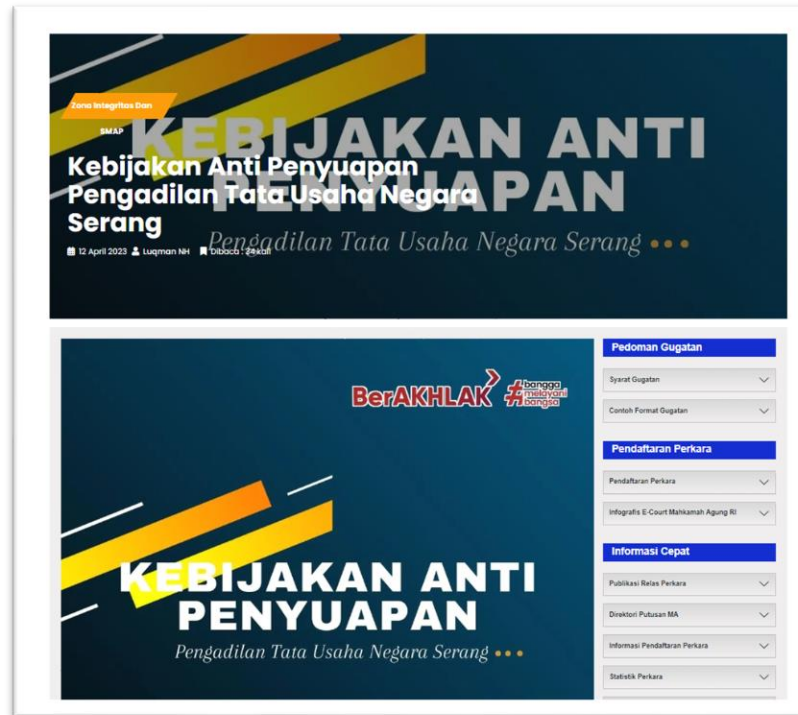 Zona Integritas Dan
SMAP
KEBIJAKAN ANTI
PENYUAPAN
Pengadilan Tata Usaha Negara Serang
Kebijakan Anti Penyuapan
Pengadilan Tata Usaha Negara
Serang
12 April 2023 Luqman NH Dibaca : 24 kali
BerAKHLAK
#bangga
melayani
bangsa
KEBIJAKAN ANTI
PENYUAPAN
Pengadilan Tata Usaha Negara Serang
Pedoman Gugatan
Syarat Gugatan
Contoh Format Gugatan
Pendaftaran Perkara
Pendaftaran Perkara
Infografis E-Court Mahkamah Agung RI
Informasi Cepat
Publikasi Relas Perkara
Direktori Putusan MA
Informasi Pendaftaran Perkara
Statistik Perkara